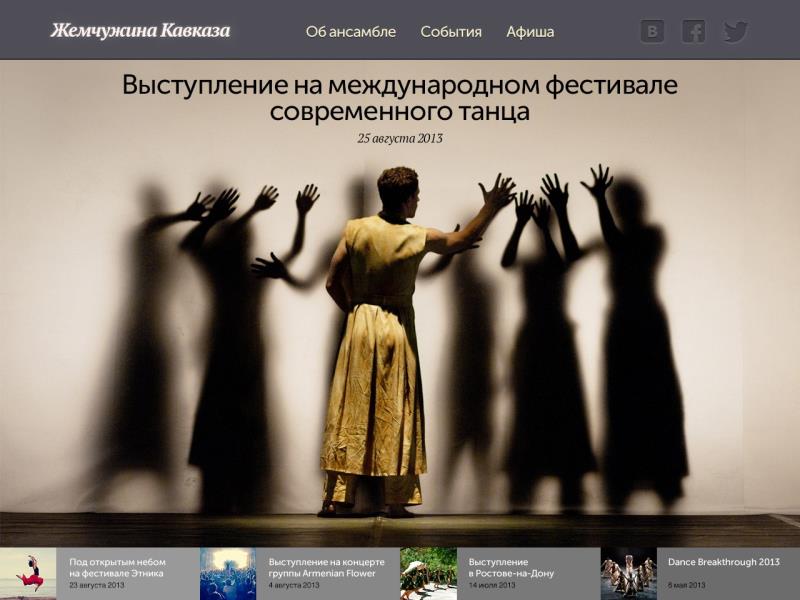 Жемчужина Кавказа
Об ансамбле
События
Афиша
В
f
Выступление на международном фестивале
современного танца
25 августа 2013
Под открытым небом
на фестивале Этника
23 августа 2013
Выступление на концерте
группы Armenian Flower
4 августа 2013
Выступление
в Ростове-на-Дону
14 июля 2013
Dance Breakthrough 2013
6 мая 2013